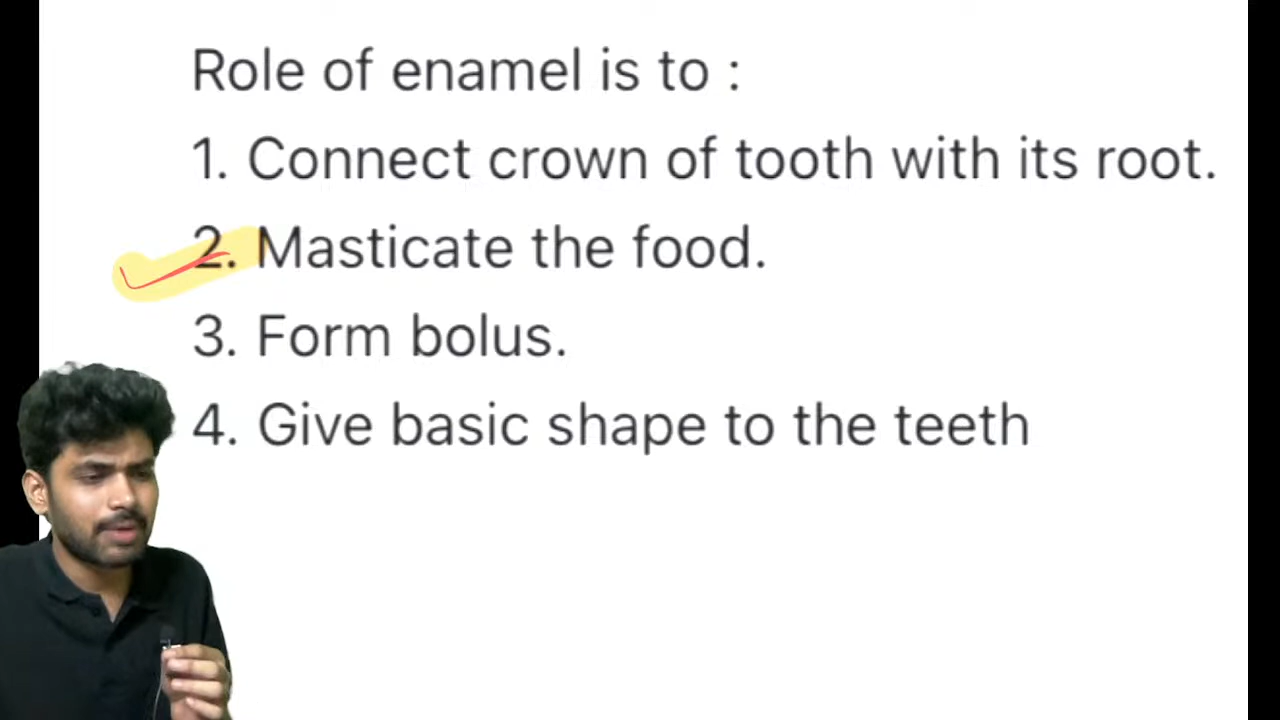 Role of enamel is to :
1. Connect crown of tooth with its root.
2. Masticate the food.
3. Form bolus.
4. Give basic shape to the teeth